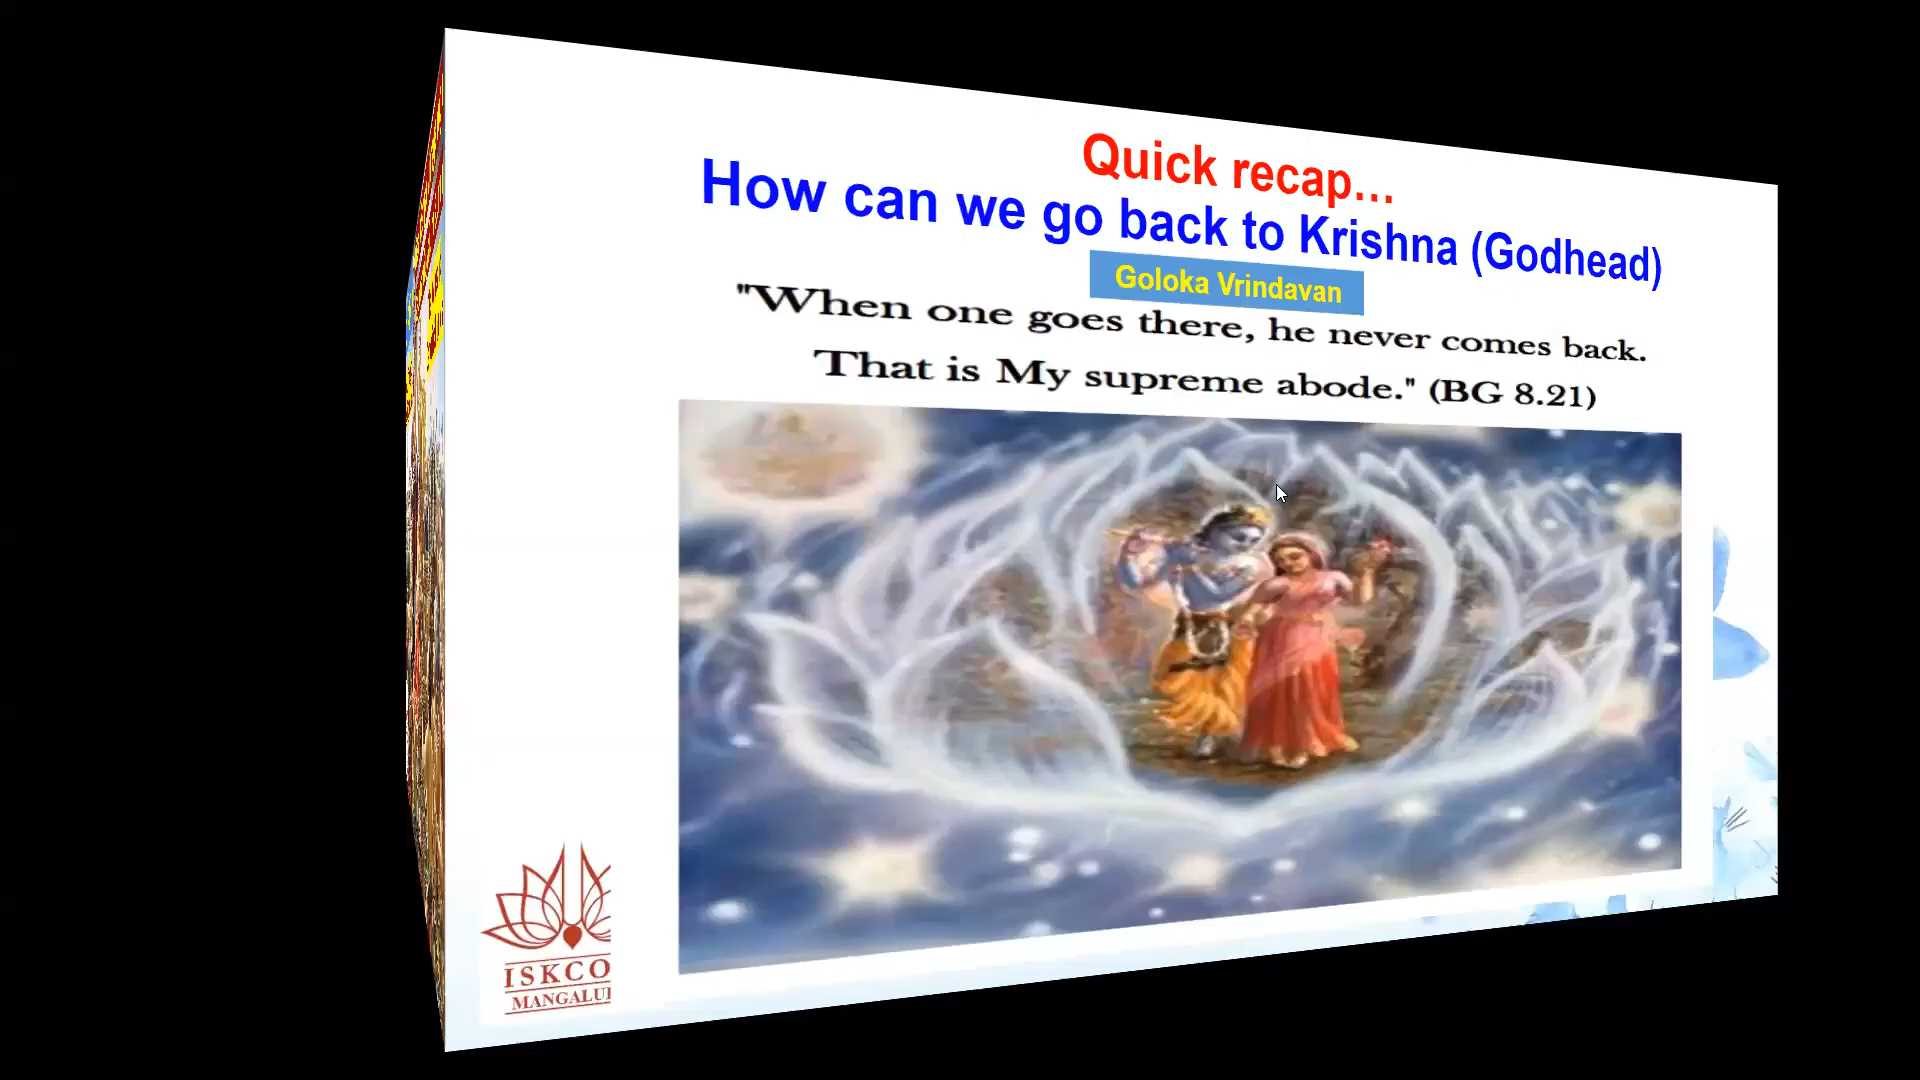 Quick recap...
How can we go back to Krishna (Godhead)
Goloka Vrindavan
"When one goes there, he never comes back.
That is My supreme abode." (BG 8.21)
ISKCO
MANGALU